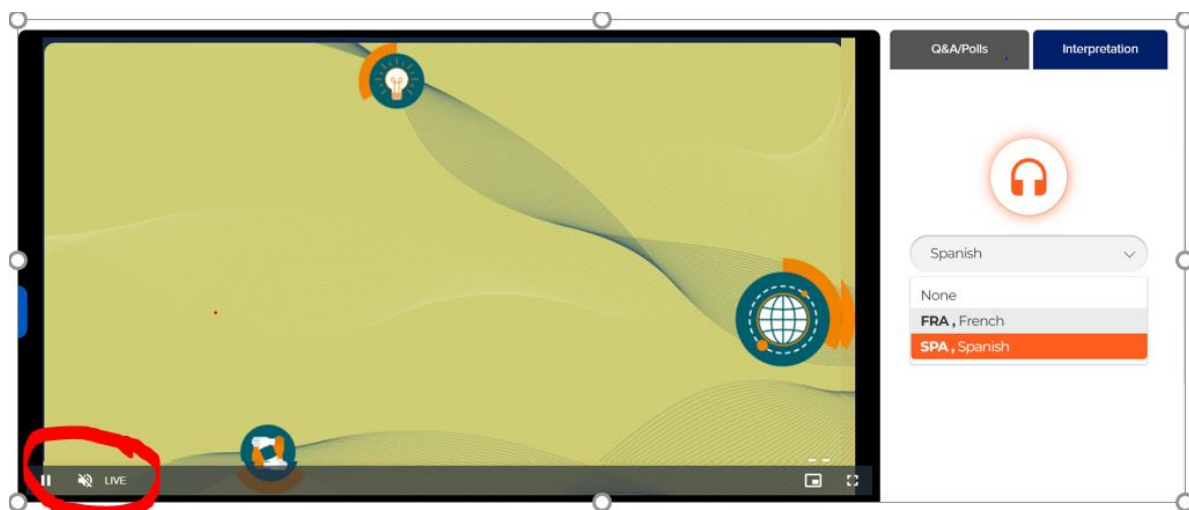 Q&A/Polls
Interpretation
Spanish
None
FRA, French
SPA, Spanish
LIVE